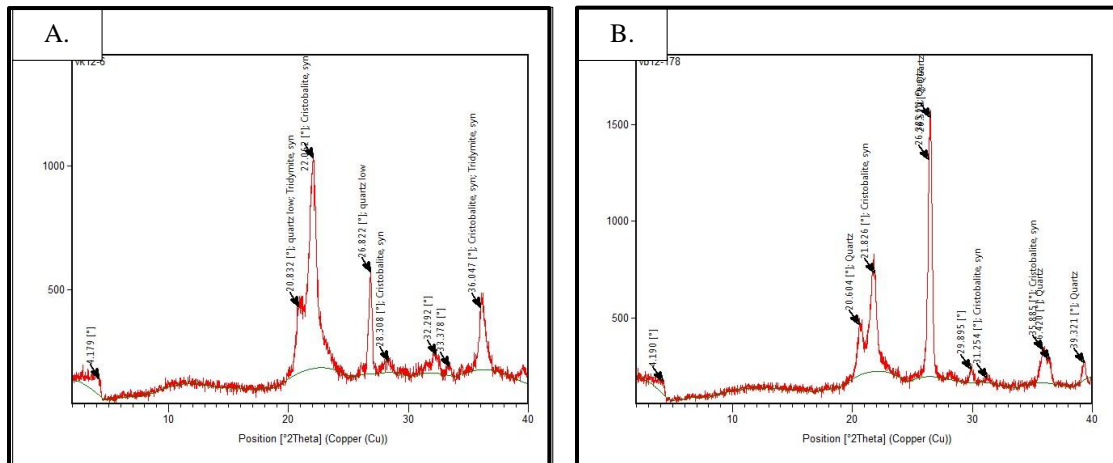 A.
VK12-6
1000
500
4.179 [°]
20.832 [°]; quartz low; Tridymite, syn
22.062 [°]; Cristobalite, syn
26.822 [°]; quartz low
28.308 [°]; Cristobalite, syn
32.292 [°]
33.378 [°]
36.047 [°]; Cristobalite, syn; Tridymite, syn
10 20 30 40
Position [°2Theta] (Copper (Cu))
B.
1500
1000
500
4.190 [°]
20.604 [°]; Quartz
21.826 [°]; Cristobalite, syn
Quartz
29.895 [°]
31.254 [°]; Cristobalite, syn
35.885 [°]; Cristobalite, syn
36.420 [°]; Quartz
39.321 [°]; Quartz
10 20 30 40
Position [°2Theta] (Copper (Cu))